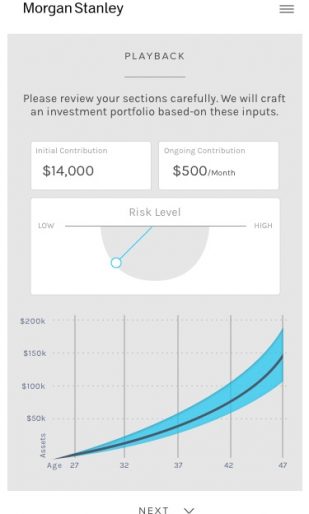 Morgan Stanley
PLAYBACK
Please review your sections carefully. We will craft
an investment portfolio based-on these inputs.
Initial Contribution
$14,000
Ongoing Contribution
$500/Month
Risk Level
LOW
HIGH
$200k
$150k
$100k
$50k
Assets
Age 27 32 37 42 47
NEXT